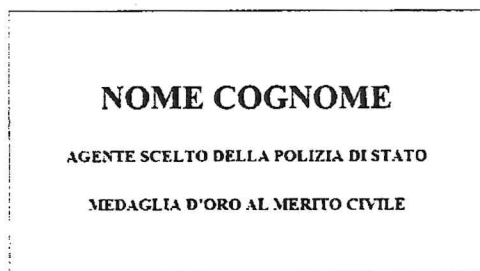 NOME COGNOME
AGENTE SCELTO DELLA POLIZIA DI STATO
MEDAGLIA D'ORO AL MERITO CIVILE